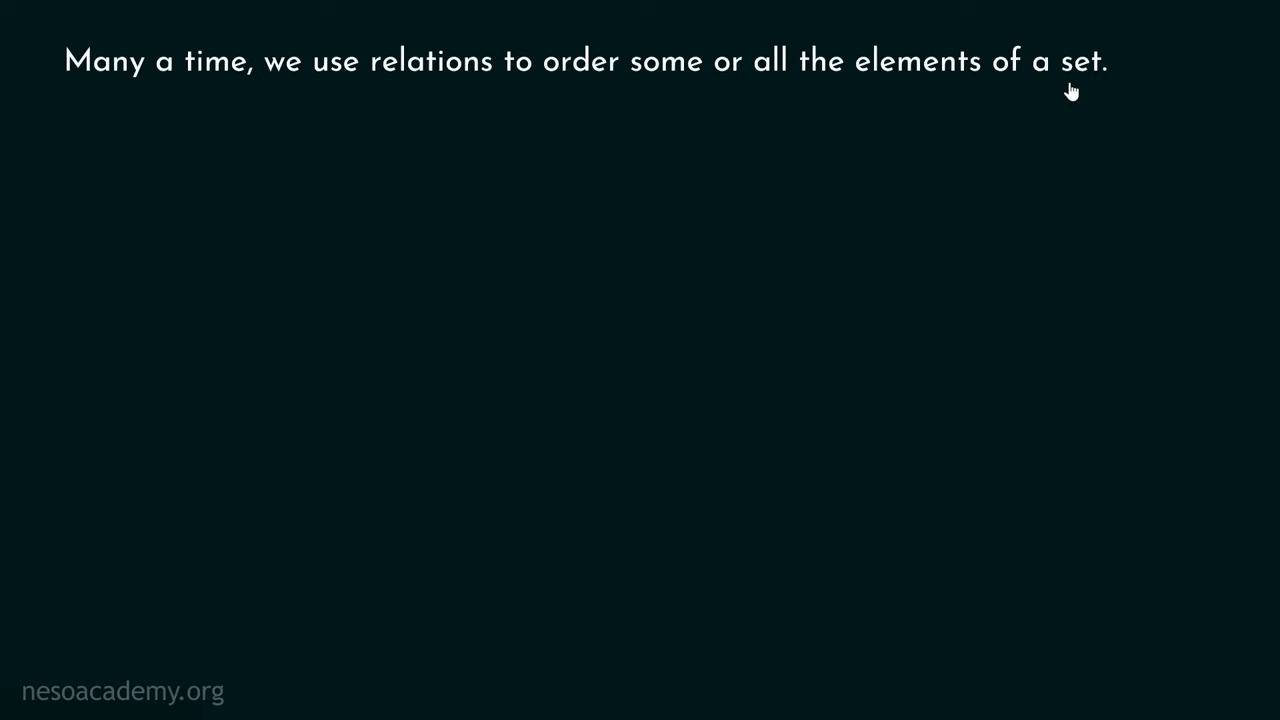 Many a time, we use relations to order some or all the elements of a set.
nesoacademy.org